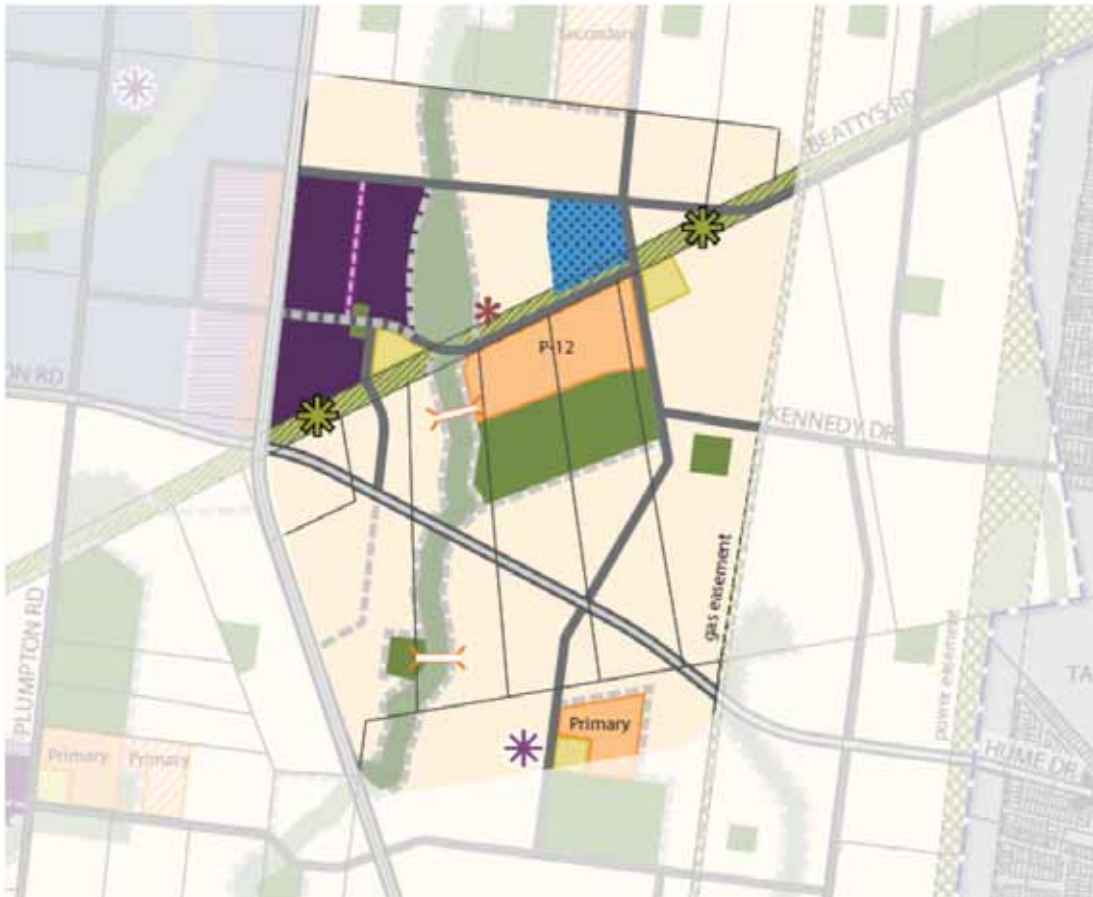 Secondary
BEATTYS RD
P-12
ON RD
KENNEDY DR
gas easement
PLUMPTON RD
power easement
TA
Primary
Primary
Primary
HUME DR